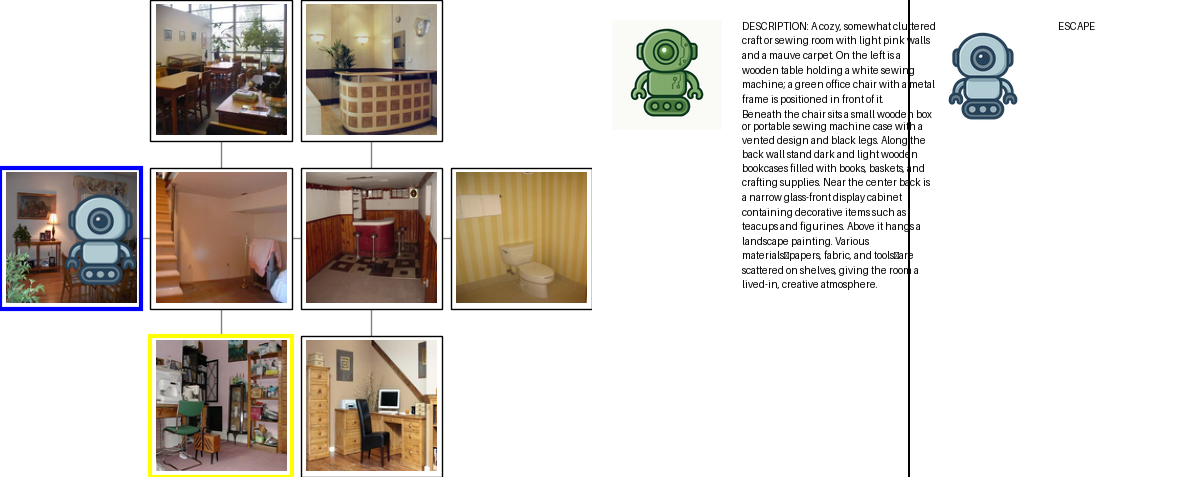 DESCRIPTION: A cozy, somewhat cluttered
craft or sewing room with light pink walls
and a mauve carpet. On the left is a
wooden table holding a white sewing
machine; a green office chair with a metal
frame is positioned in front of it.
Beneath the chair sits a small wooden box
or portable sewing machine case with a
vented design and black legs. Along the
back wall stand dark and light wooden
bookcases filled with books, baskets, and
crafting supplies. Near the center back is
a narrow glass-front display cabinet
containing decorative items such as
teacups and figurines. Above it hangs a
landscape painting. Various
materials▯papers, fabric, and tools▯are
scattered on shelves, giving the room a
lived-in, creative atmosphere.
ESCAPE